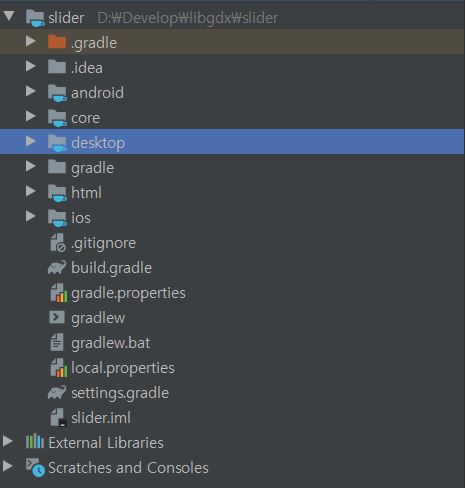 slider D:₩Develop₩libgdx₩slider
.gradle
.idea
android
core
desktop
gradle
html
ios
.gitignore
build.gradle
gradle.properties
gradlew
gradlew.bat
local.properties
settings.gradle
slider.iml
External Libraries
Scratches and Consoles